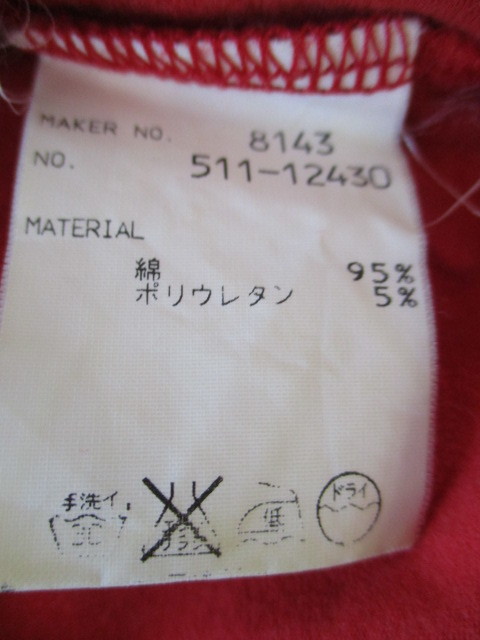 MAKER NO. 8143
NO. 511-12430
MATERIAL
綿 95%
ポリウレタン 5%
手洗イ
低
ドライ